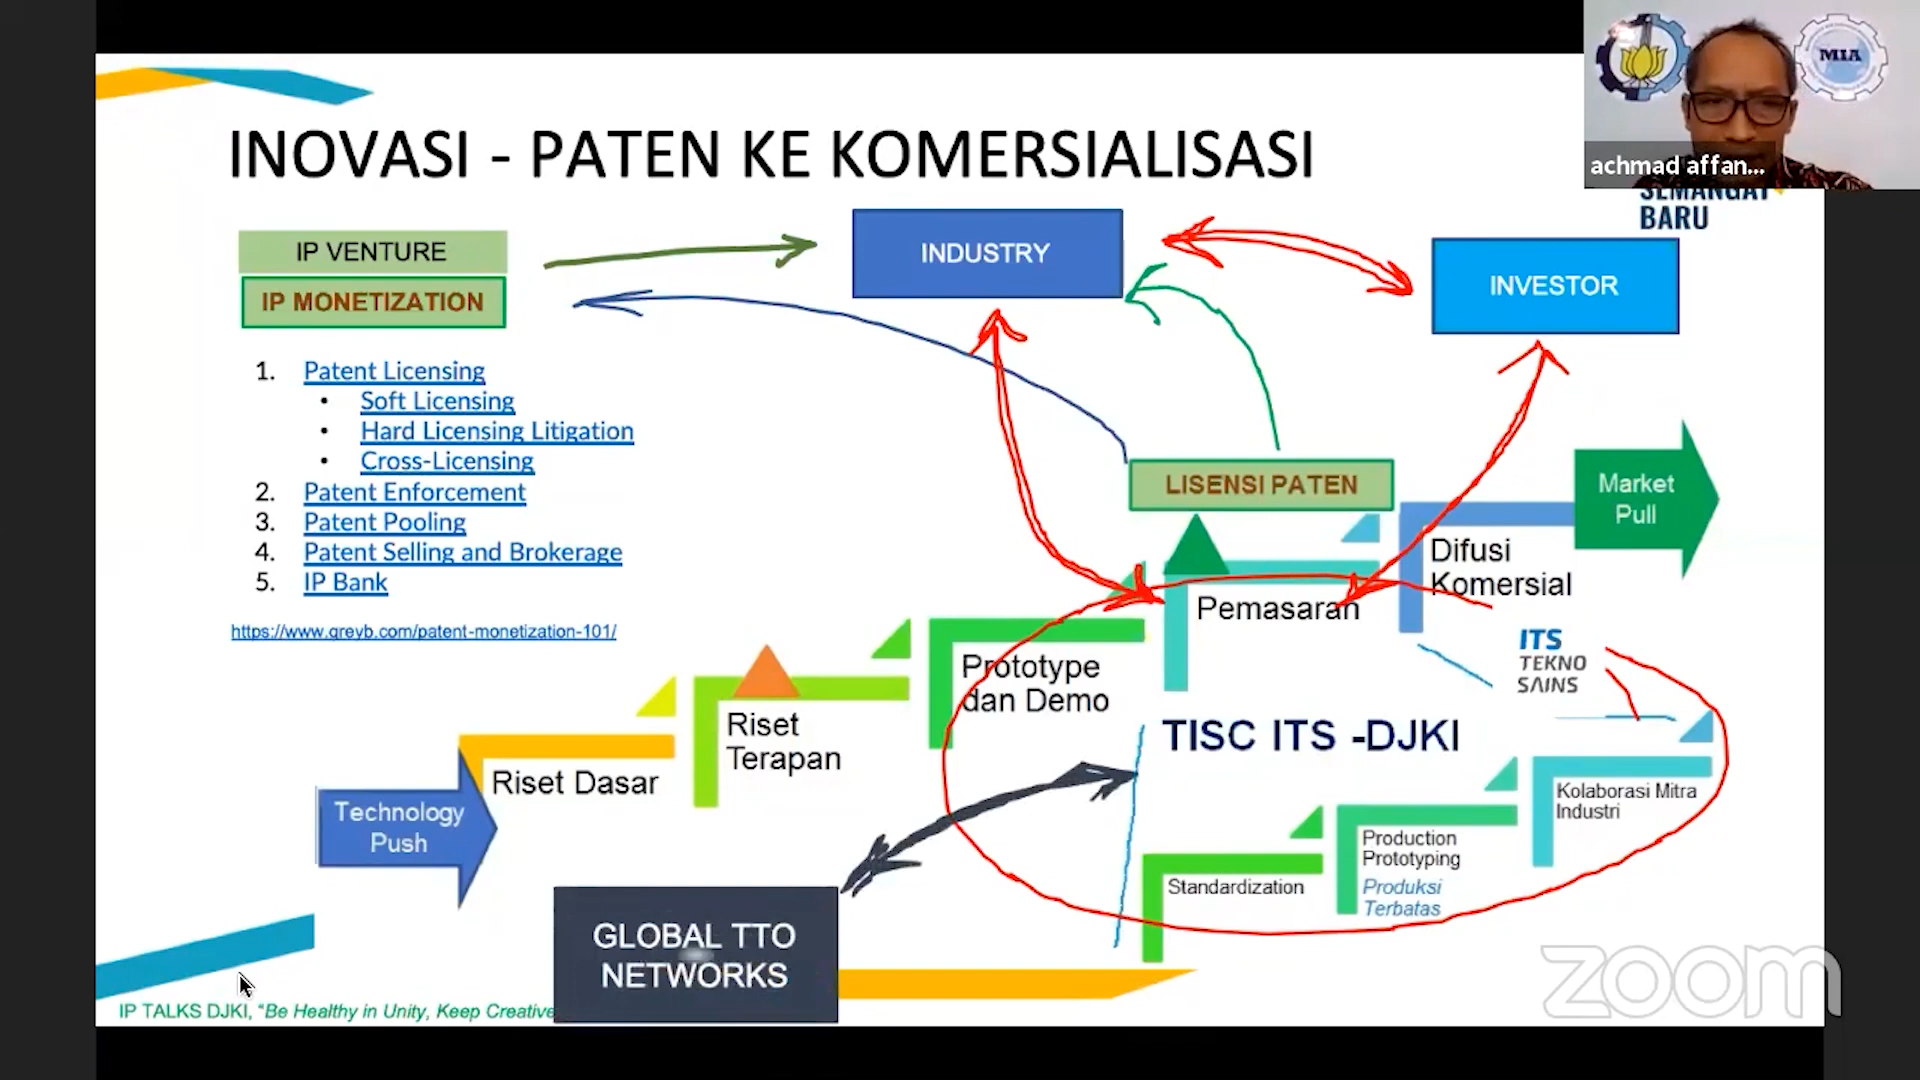 INOVASI - PATEN KE KOMERSIALISASI
MIA
achmad affan...
SEMANGAT
BARU
IP VENTURE
IP MONETIZATION
INDUSTRY
INVESTOR
1. Patent Licensing
• Soft Licensing
• Hard Licensing Litigation
• Cross-Licensing
2. Patent Enforcement
3. Patent Pooling
4. Patent Selling and Brokerage
5. IP Bank
https://www.greyb.com/patent-monetization-101/
LISENSI PATEN
Market
Pull
Difusi
Komersial
Pemasaran
Prototype
dan Demo
Riset
Terapan
Riset Dasar
Technology
Push
ITS
TEKNO
SAINS
TISC ITS -DJKI
Kolaborasi Mitra
Industri
Production
Prototyping
Produksi
Terbatas
Standardization
GLOBAL TTO
NETWORKS
IP TALKS DJKI, "Be Healthy in Unity, Keep Creative
zoom